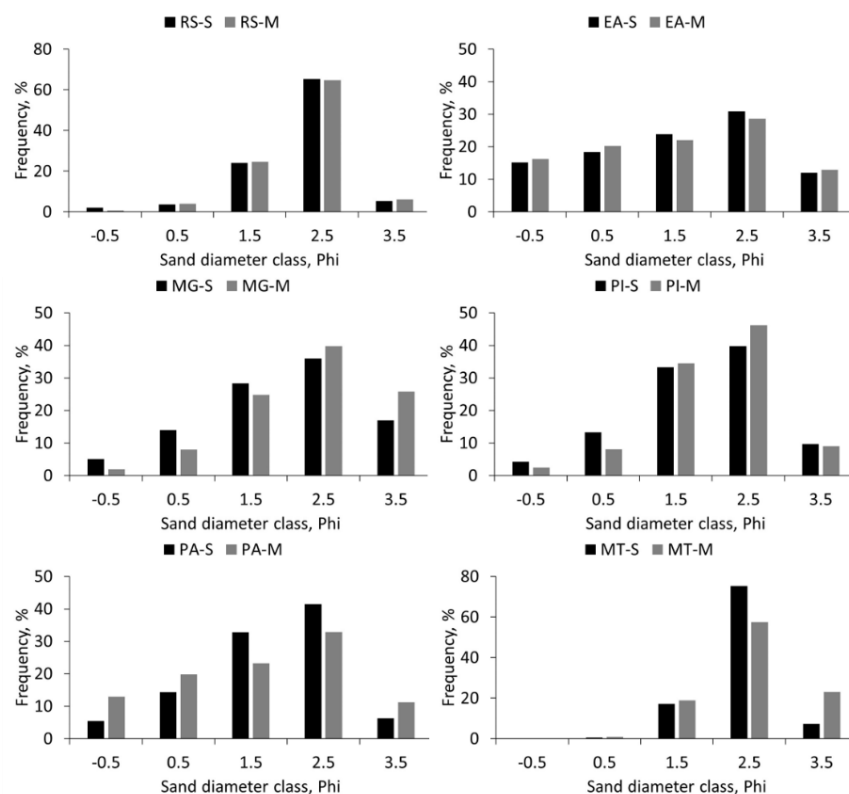 RS-S RS-M
Frequency, %
80
60
40
20
0
-0.5 0.5 1.5 2.5 3.5
Sand diameter class, Phi
EA-S EA-M
Frequency, %
50
40
30
20
10
0
-0.5 0.5 1.5 2.5 3.5
Sand diameter class, Phi
MG-S MG-M
Frequency, %
50
40
30
20
10
0
-0.5 0.5 1.5 2.5 3.5
Sand diameter class, Phi
PI-S PI-M
Frequency, %
50
40
30
20
10
0
-0.5 0.5 1.5 2.5 3.5
Sand diameter class, Phi
PA-S PA-M
Frequency, %
50
40
30
20
10
0
-0.5 0.5 1.5 2.5 3.5
Sand diameter class, Phi
MT-S MT-M
Frequency, %
80
60
40
20
0
-0.5 0.5 1.5 2.5 3.5
Sand diameter class, Phi